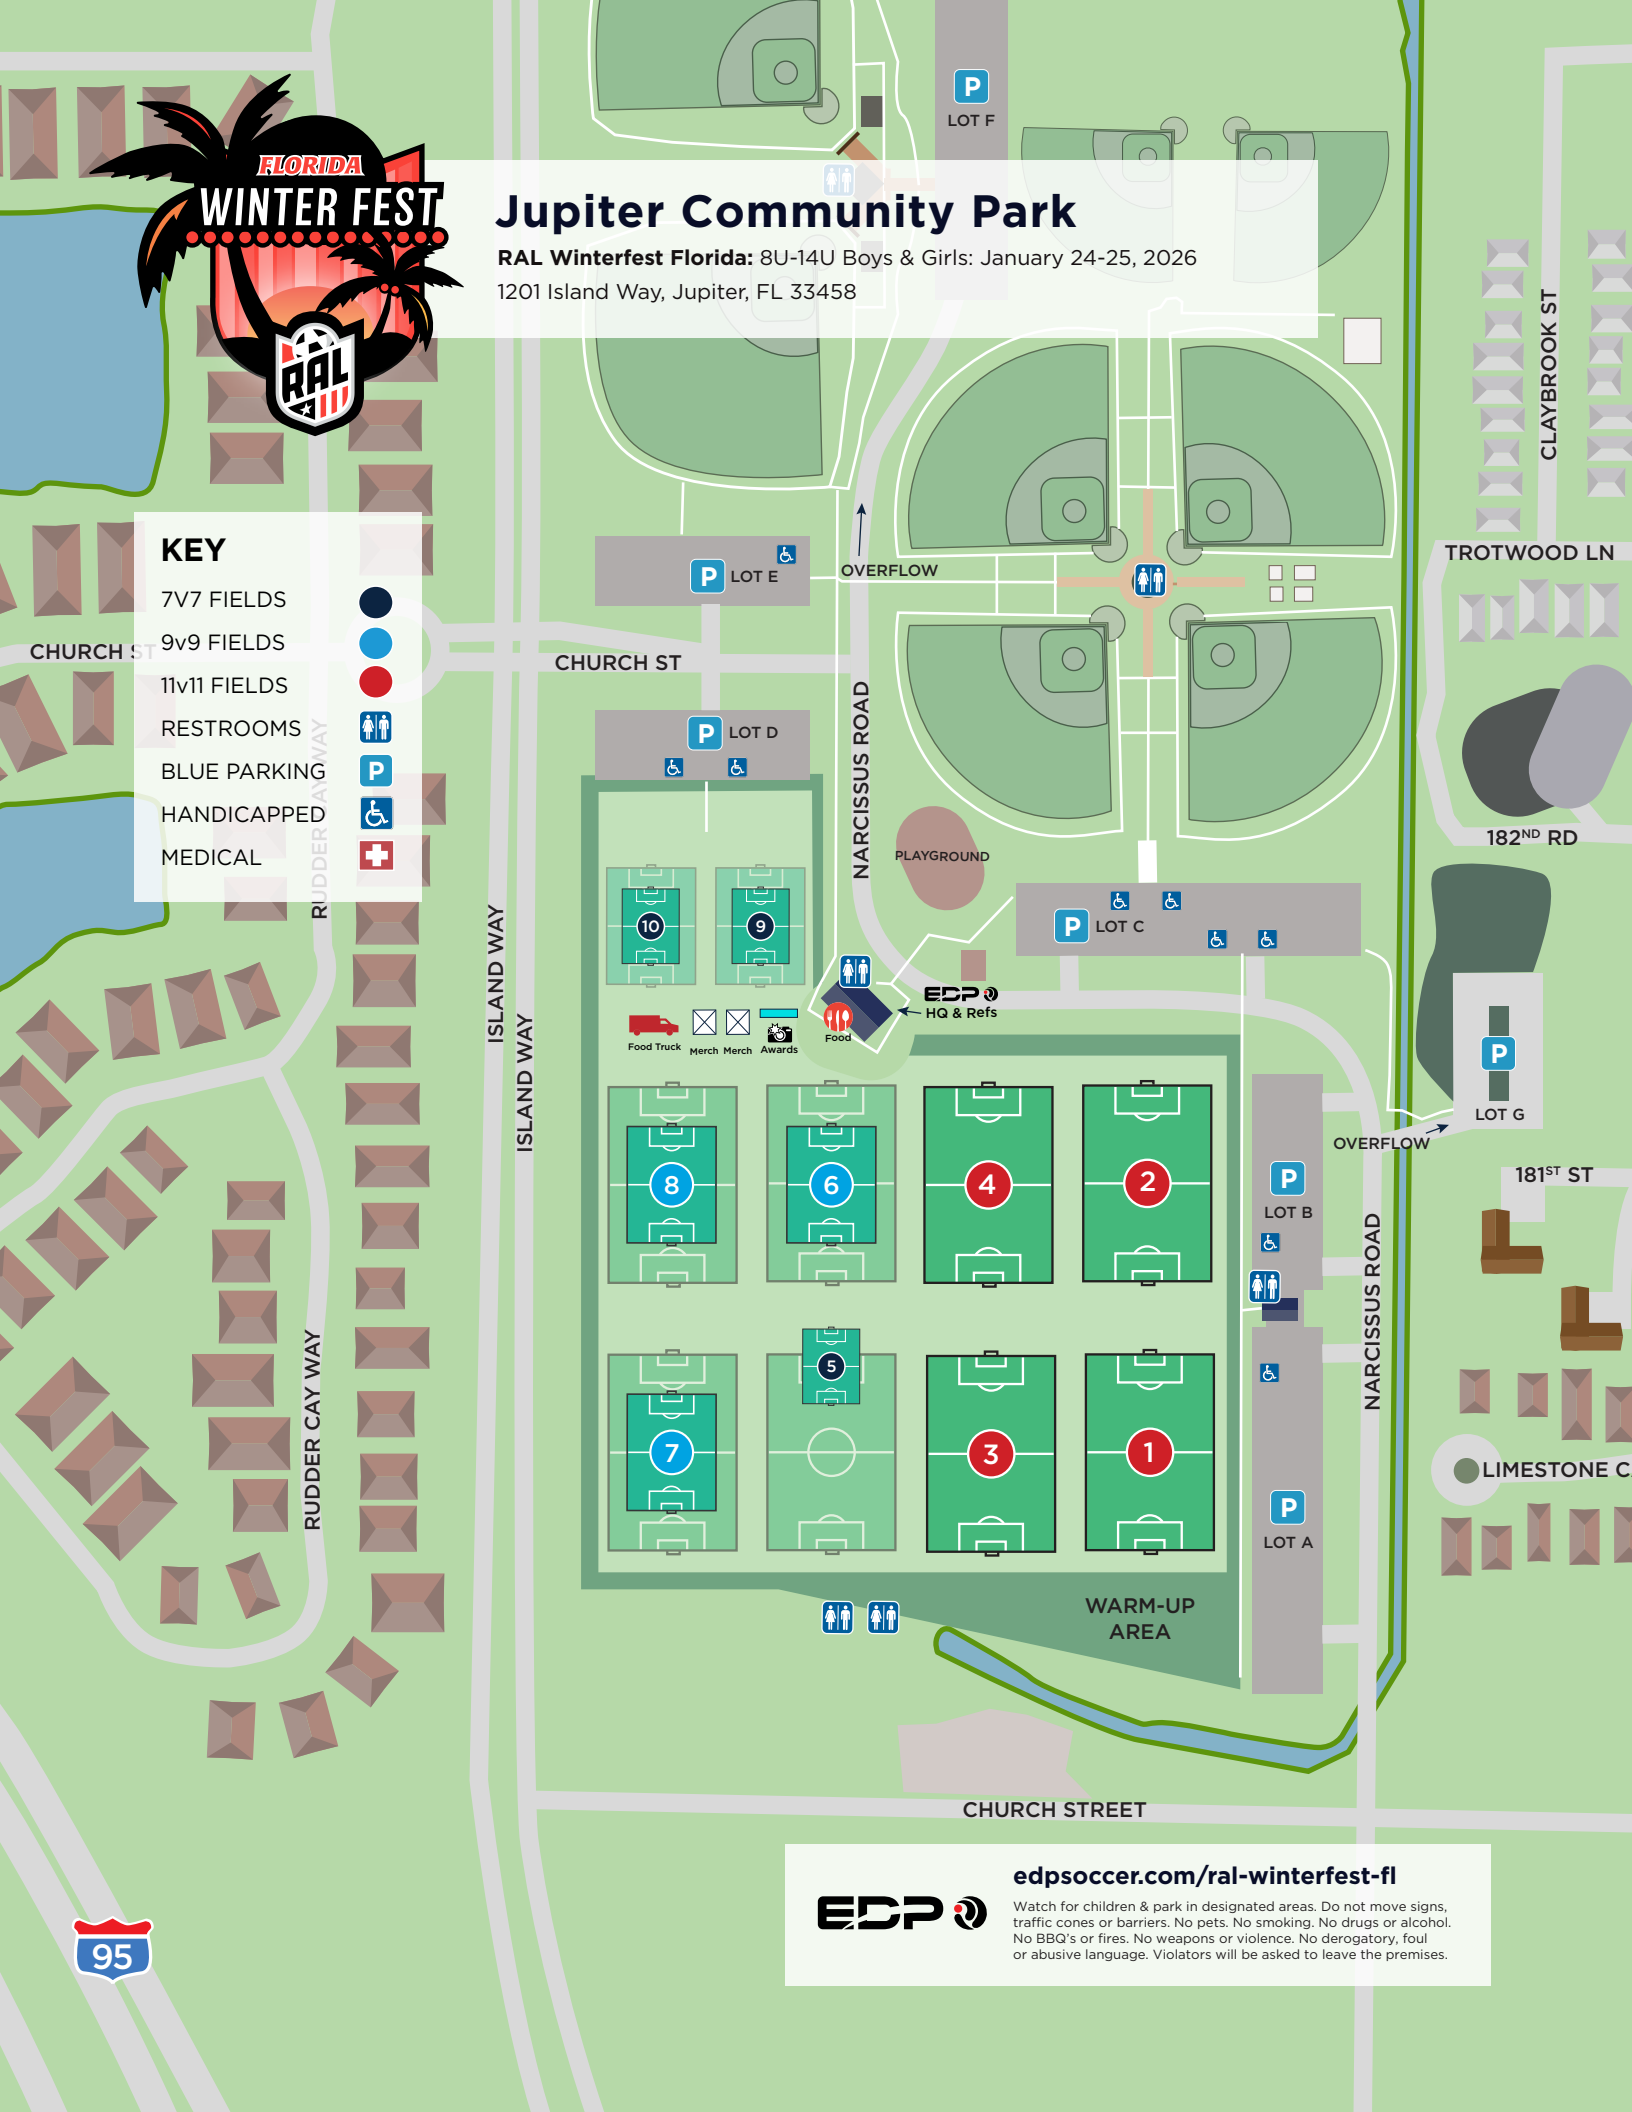 FLORIDA
WINTER FEST
RAL
Jupiter Community Park
RAL Winterfest Florida: 8U-14U Boys & Girls: January 24-25, 2026
1201 Island Way, Jupiter, FL 33458
P
LOT F
CLAYBROOK ST
TROTWOOD LN
182ND RD
KEY
7V7 FIELDS
9v9 FIELDS
11v11 FIELDS
RESTROOMS
BLUE PARKING
P
HANDICAPPED
MEDICAL
CHURCH ST
RUDDER CAY WAY
P
LOT E
OVERFLOW
CHURCH ST
P
LOT D
NARCISSUS ROAD
PLAYGROUND
P
LOT C
ISLAND WAY
ISLAND WAY
10
9
EDP
HQ & Refs
Food Truck
Merch
Merch
Awards
Food
P
LOT G
OVERFLOW
181ST ST
8
6
4
2
P
LOT B
NARCISSUS ROAD
RUDDER CAY WAY
5
7
3
1
P
LOT A
LIMESTONE C
WARM-UP
AREA
CHURCH STREET
95
EDP
edpsoccer.com/ral-winterfest-fl
Watch for children & park in designated areas. Do not move signs,
traffic cones or barriers. No pets. No smoking. No drugs or alcohol.
No BBQ's or fires. No weapons or violence. No derogatory, foul
or abusive language. Violators will be asked to leave the premises.